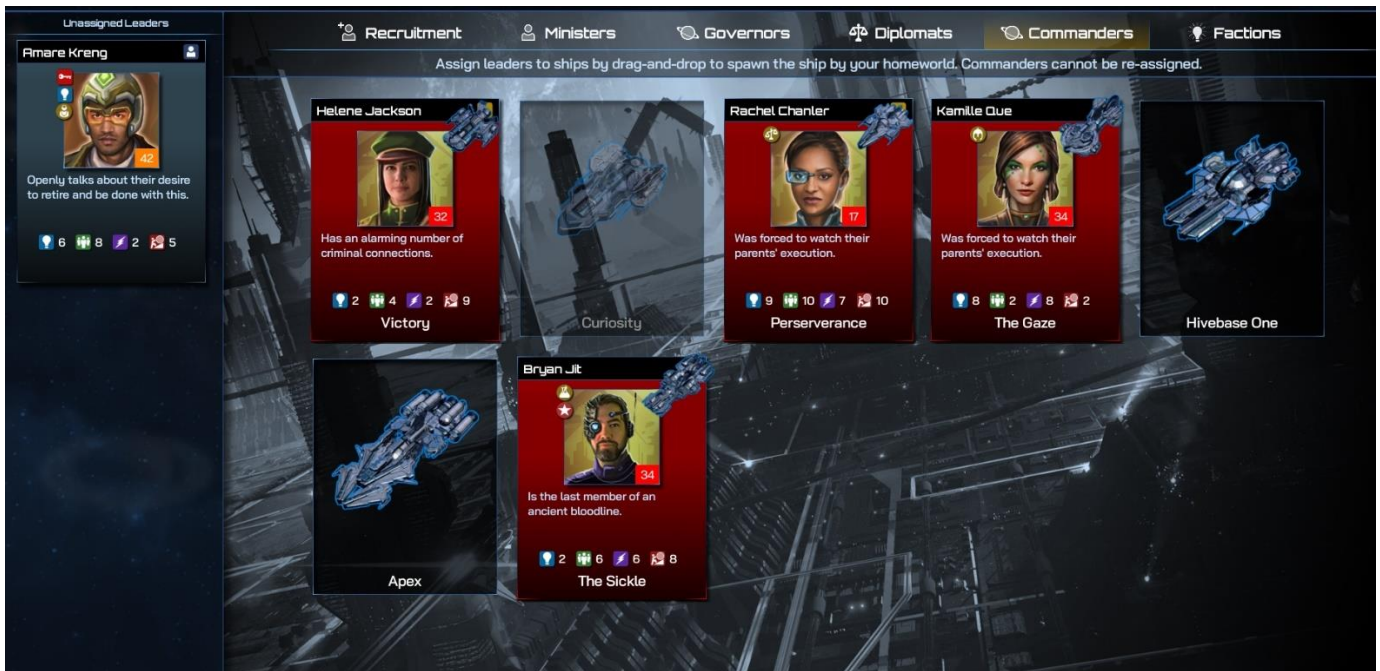 Unassigned Leaders
Recruitment
Ministers
Governors
Diplomats
Commanders
Factions
Assign leaders to ships by drag-and-drop to spawn the ship by your homeworld. Commanders cannot be re-assigned.
Amare Kreng
42
Openly talks about their desire
to retire and be done with this.
6 8 2 5
Helene Jackson
32
Has an alarming number of
criminal connections.
2 4 2 9
Victory
Curiosity
Rachel Chanler
17
Was forced to watch their
parents' execution.
9 10 7 10
Perserverance
Kamille Que
34
Was forced to watch their
parents' execution.
8 2 8 2
The Gaze
Hivebase One
Apex
Bryan Jit
34
Is the last member of an
ancient bloodline.
2 6 6 8
The Sickle